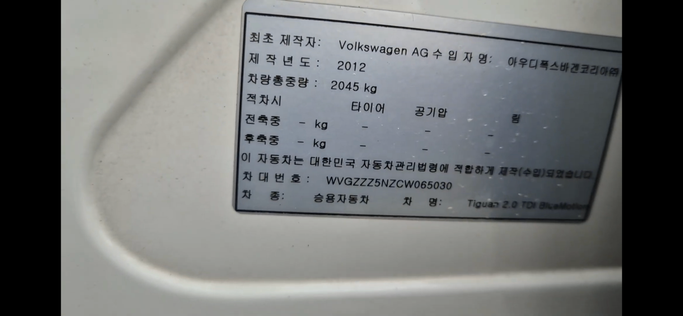 최초 제작자: Volkswagen AG 수 입 자 명: 아우디폭스바겐코리아㈜
제 작 년 도 : 2012
차량총중량 : 2045 kg
적차시 타이어 공기압 림
전축중 - kg - - -
후축중 - kg - - -
이 자동차는 대한민국 자동차관리법령에 적합하게 제작(수입)되었습니다.
차 대 번 호 : WVGZZZ5NZCW065030
차 종: 승용자동차 차 명: Tiguan 2.0 TDI BlueMotion